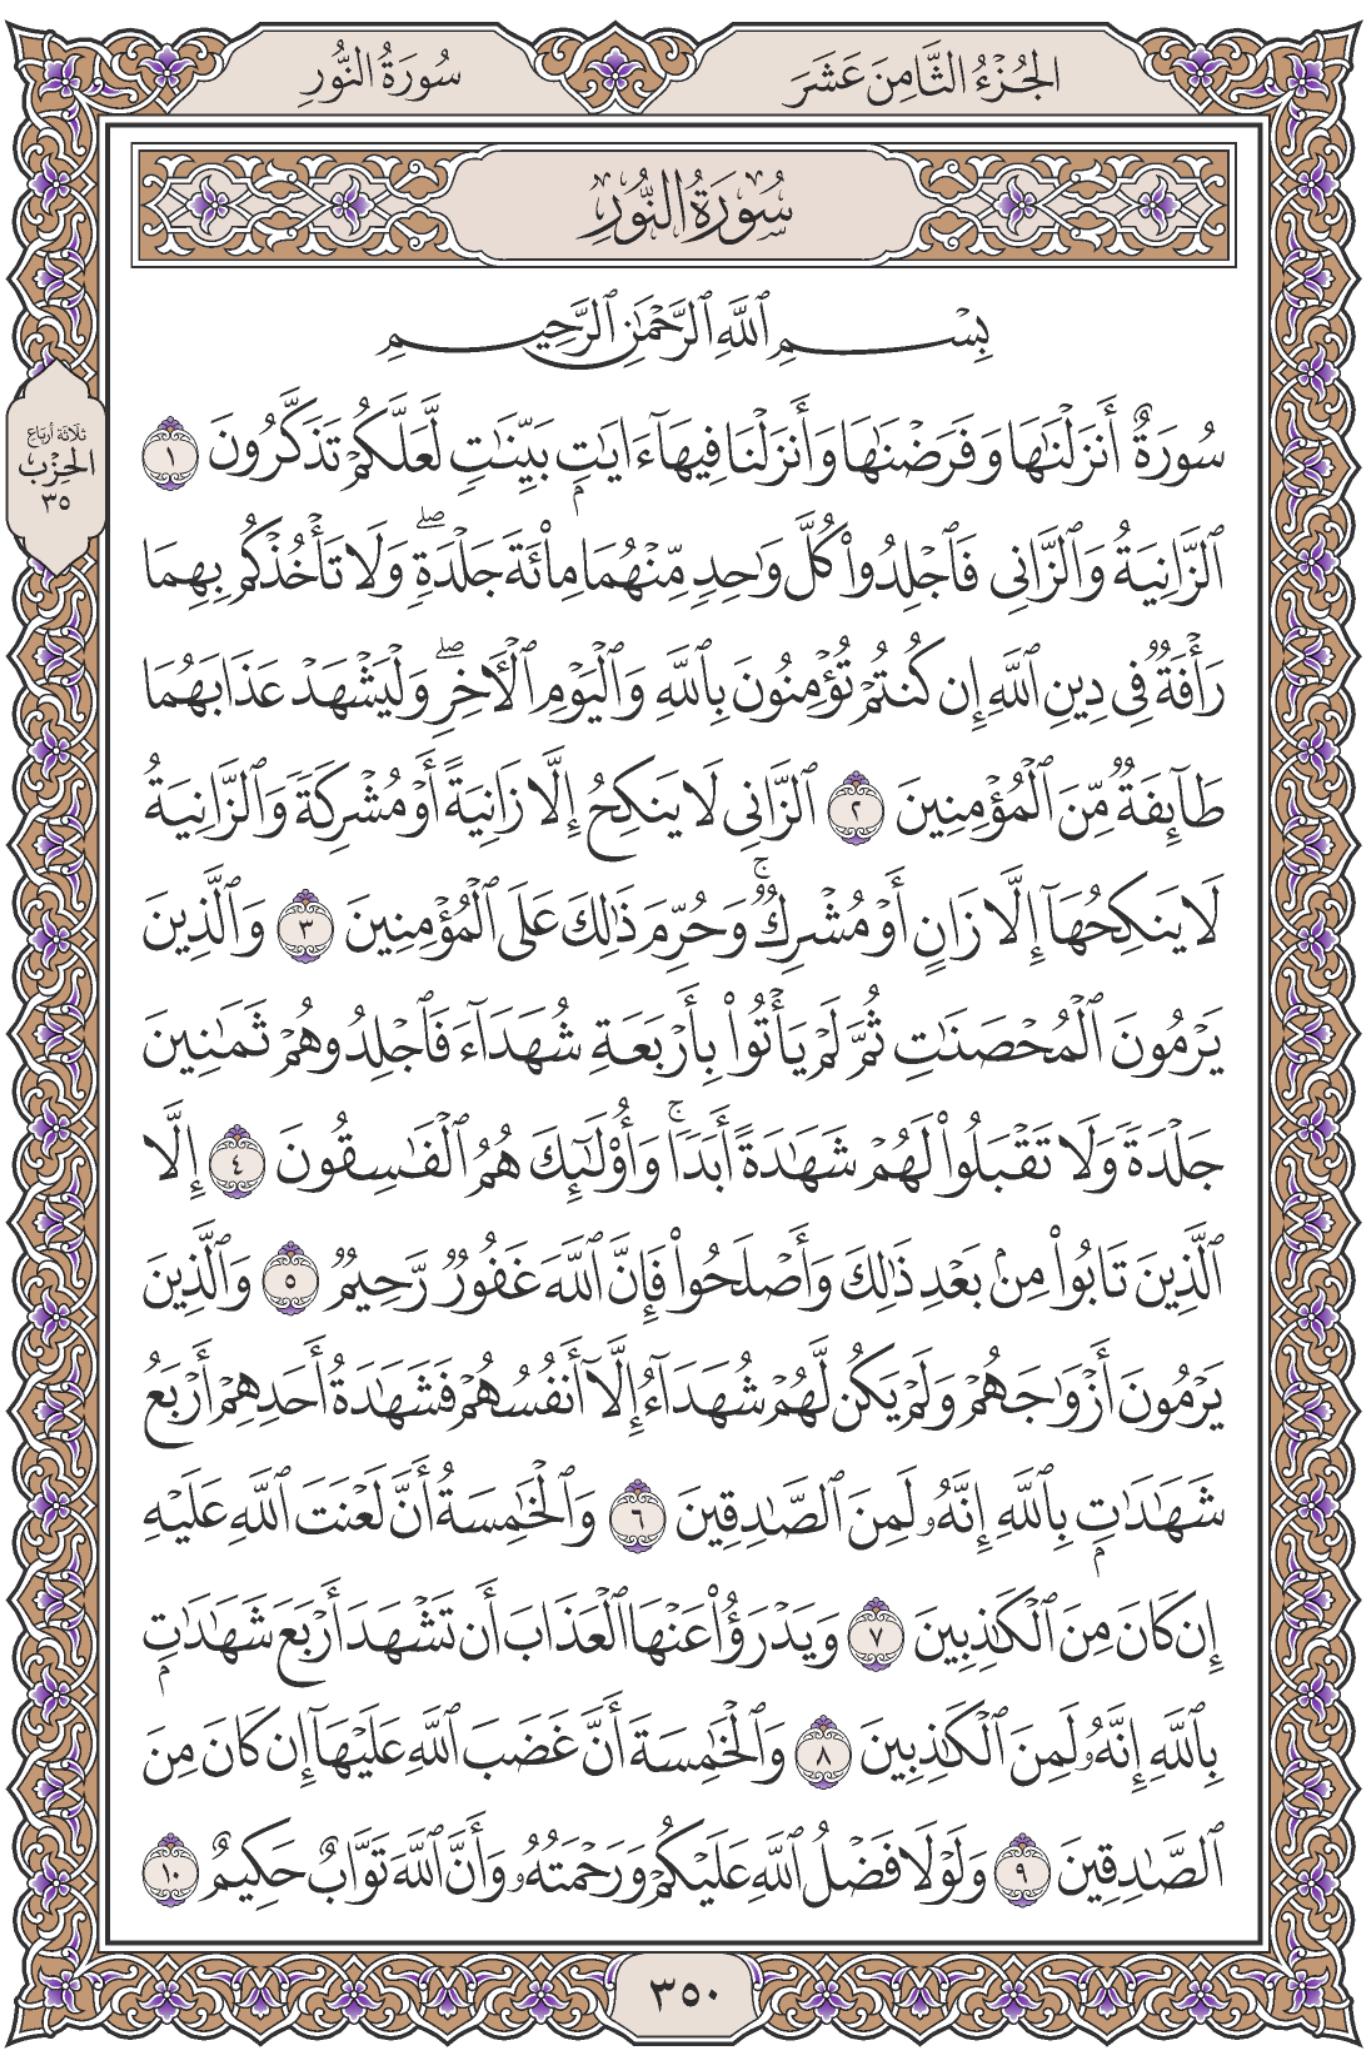 الجُزْءُ الثَّامِنَ عَشَرَ
سُورَةُ النُّورِ
سُورَةُ النُّورِ
بِسْمِ ٱللَّهِ ٱلرَّحْمَٰنِ ٱلرَّحِيمِ
سُورَةٌ أَنزَلْنَٰهَا وَفَرَضْنَٰهَا وَأَنزَلْنَا فِيهَآ ءَايَٰتٍۭ بَيِّنَٰتٍ لَّعَلَّكُمْ تَذَكَّرُونَ ١
ٱلزَّانِيَةُ وَٱلزَّانِى فَٱجْلِدُوا۟ كُلَّ وَٰحِدٍ مِّنْهُمَا مِا۟ئَةَ جَلْدَةٍ ۖ وَلَا تَأْخُذْكُم بِهِمَا
رَأْفَةٌ فِى دِينِ ٱللَّهِ إِن كُنتُمْ تُؤْمِنُونَ بِٱللَّهِ وَٱلْيَوْمِ ٱلْءَاخِرِ ۖ وَلْيَشْهَدْ عَذَابَهُمَا
طَآئِفَةٌ مِّنَ ٱلْمُؤْمِنِينَ ٢ ٱلزَّانِى لَا يَنكِحُ إِلَّا زَانِيَةً أَوْ مُشْرِكَةً وَٱلزَّانِيَةُ
لَا يَنكِحُهَآ إِلَّا زَانٍ أَوْ مُشْرِكٌ ۚ وَحُرِّمَ ذَٰلِكَ عَلَى ٱلْمُؤْمِنِينَ ٣ وَٱلَّذِينَ
يَرْمُونَ ٱلْمُحْصَنَٰتِ ثُمَّ لَمْ يَأْتُوا۟ بِأَرْبَعَةِ شُهَدَآءَ فَٱجْلِدُوهُمْ ثَمَٰنِينَ
جَلْدَةً وَلَا تَقْبَلُوا۟ لَهُمْ شَهَٰدَةً أَبَدًا ۚ وَأُو۟لَٰٓئِكَ هُمُ ٱلْفَٰسِقُونَ ٤ إِلَّا
ٱلَّذِينَ تَابُوا۟ مِنۢ بَعْدِ ذَٰلِكَ وَأَصْلَحُوا۟ فَإِنَّ ٱللَّهَ غَفُورٌ رَّحِيمٌ ٥ وَٱلَّذِينَ
يَرْمُونَ أَزْوَٰجَهُمْ وَلَمْ يَكُن لَّهُمْ شُهَدَآءُ إِلَّآ أَنفُسُهُمْ فَشَهَٰدَةُ أَحَدِهِمْ أَرْبَعُ
شَهَٰدَٰتٍۭ بِٱللَّهِ إِنَّهُۥ لَمِنَ ٱلصَّٰدِقِينَ ٦ وَٱلْخَٰمِسَةُ أَنَّ لَعْنَتَ ٱللَّهِ عَلَيْهِ
إِن كَانَ مِنَ ٱلْكَٰذِبِينَ ٧ وَيَدْرَؤُا۟ عَنْهَا ٱلْعَذَابَ أَن تَشْهَدَ أَرْبَعَ شَهَٰدَٰتٍۭ
بِٱللَّهِ إِنَّهُۥ لَمِنَ ٱلْكَٰذِبِينَ ٨ وَٱلْخَٰمِسَةَ أَنَّ غَضَبَ ٱللَّهِ عَلَيْهَآ إِن كَانَ مِنَ
ٱلصَّٰدِقِينَ ٩ وَلَوْلَا فَضْلُ ٱللَّهِ عَلَيْكُمْ وَرَحْمَتُهُۥ وَأَنَّ ٱللَّهَ تَوَّابٌ حَكِيمٌ ١٠
ثلاثة أرباع
الحِزْب
٣٥
٣٥٠